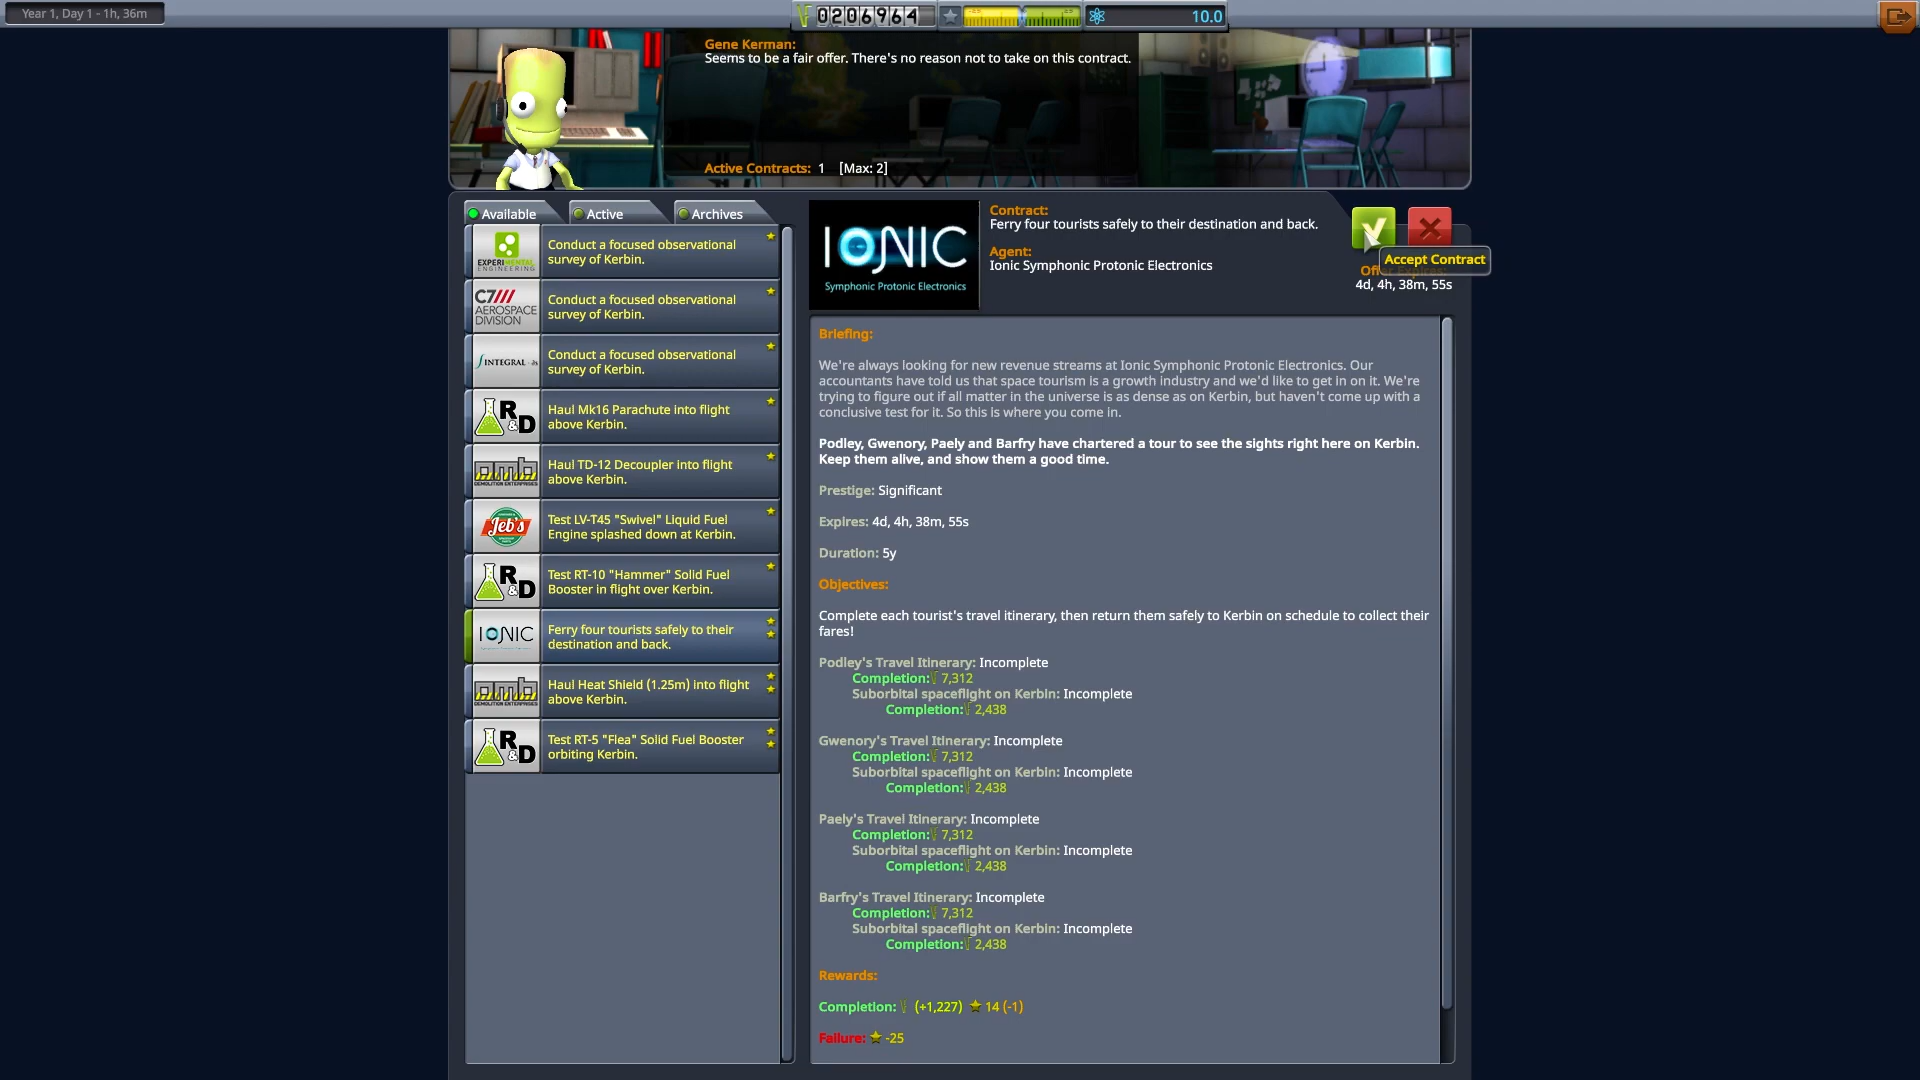 Year 1, Day 1 - 1h, 36m
0206964
10.0
Gene Kerman:
Seems to be a fair offer. There's no reason not to take on this contract.
Active Contracts: 1 [Max: 2]
Available
Active
Archives
EXPERIMENTAL
ENGINEERING
Conduct a focused observational
survey of Kerbin.
C7///
AEROSPACE
DIVISION
Conduct a focused observational
survey of Kerbin.
INTEGRAL
Conduct a focused observational
survey of Kerbin.
R&D
Haul Mk16 Parachute into flight
above Kerbin.
DEMOLITION ENTERPRISES
Haul TD-12 Decoupler into flight
above Kerbin.
Jeb's
Test LV-T45 "Swivel" Liquid Fuel
Engine splashed down at Kerbin.
R&D
Test RT-10 "Hammer" Solid Fuel
Booster in flight over Kerbin.
IONIC
Ferry four tourists safely to their
destination and back.
DEMOLITION ENTERPRISES
Haul Heat Shield (1.25m) into flight
above Kerbin.
R&D
Test RT-5 "Flea" Solid Fuel Booster
orbiting Kerbin.
IONIC
Symphonic Protonic Electronics
Contract:
Ferry four tourists safely to their destination and back.
Agent:
Ionic Symphonic Protonic Electronics
Accept Contract
4d, 4h, 38m, 55s
Briefing:
We're always looking for new revenue streams at Ionic Symphonic Protonic Electronics. Our
accountants have told us that space tourism is a growth industry and we'd like to get in on it. We're
trying to figure out if all matter in the universe is as dense as on Kerbin, but haven't come up with a
conclusive test for it. So this is where you come in.
Podley, Gwenory, Paely and Barfry have chartered a tour to see the sights right here on Kerbin.
Keep them alive, and show them a good time.
Prestige: Significant
Expires: 4d, 4h, 38m, 55s
Duration: 5y
Objectives:
Complete each tourist's travel itinerary, then return them safely to Kerbin on schedule to collect their
fares!
Podley's Travel Itinerary: Incomplete
Completion: 7,312
Suborbital spaceflight on Kerbin: Incomplete
Completion: 2,438
Gwenory's Travel Itinerary: Incomplete
Completion: 7,312
Suborbital spaceflight on Kerbin: Incomplete
Completion: 2,438
Paely's Travel Itinerary: Incomplete
Completion: 7,312
Suborbital spaceflight on Kerbin: Incomplete
Completion: 2,438
Barfry's Travel Itinerary: Incomplete
Completion: 7,312
Suborbital spaceflight on Kerbin: Incomplete
Completion: 2,438
Rewards:
Completion: (+1,227) 14 (-1)
Failure: -25